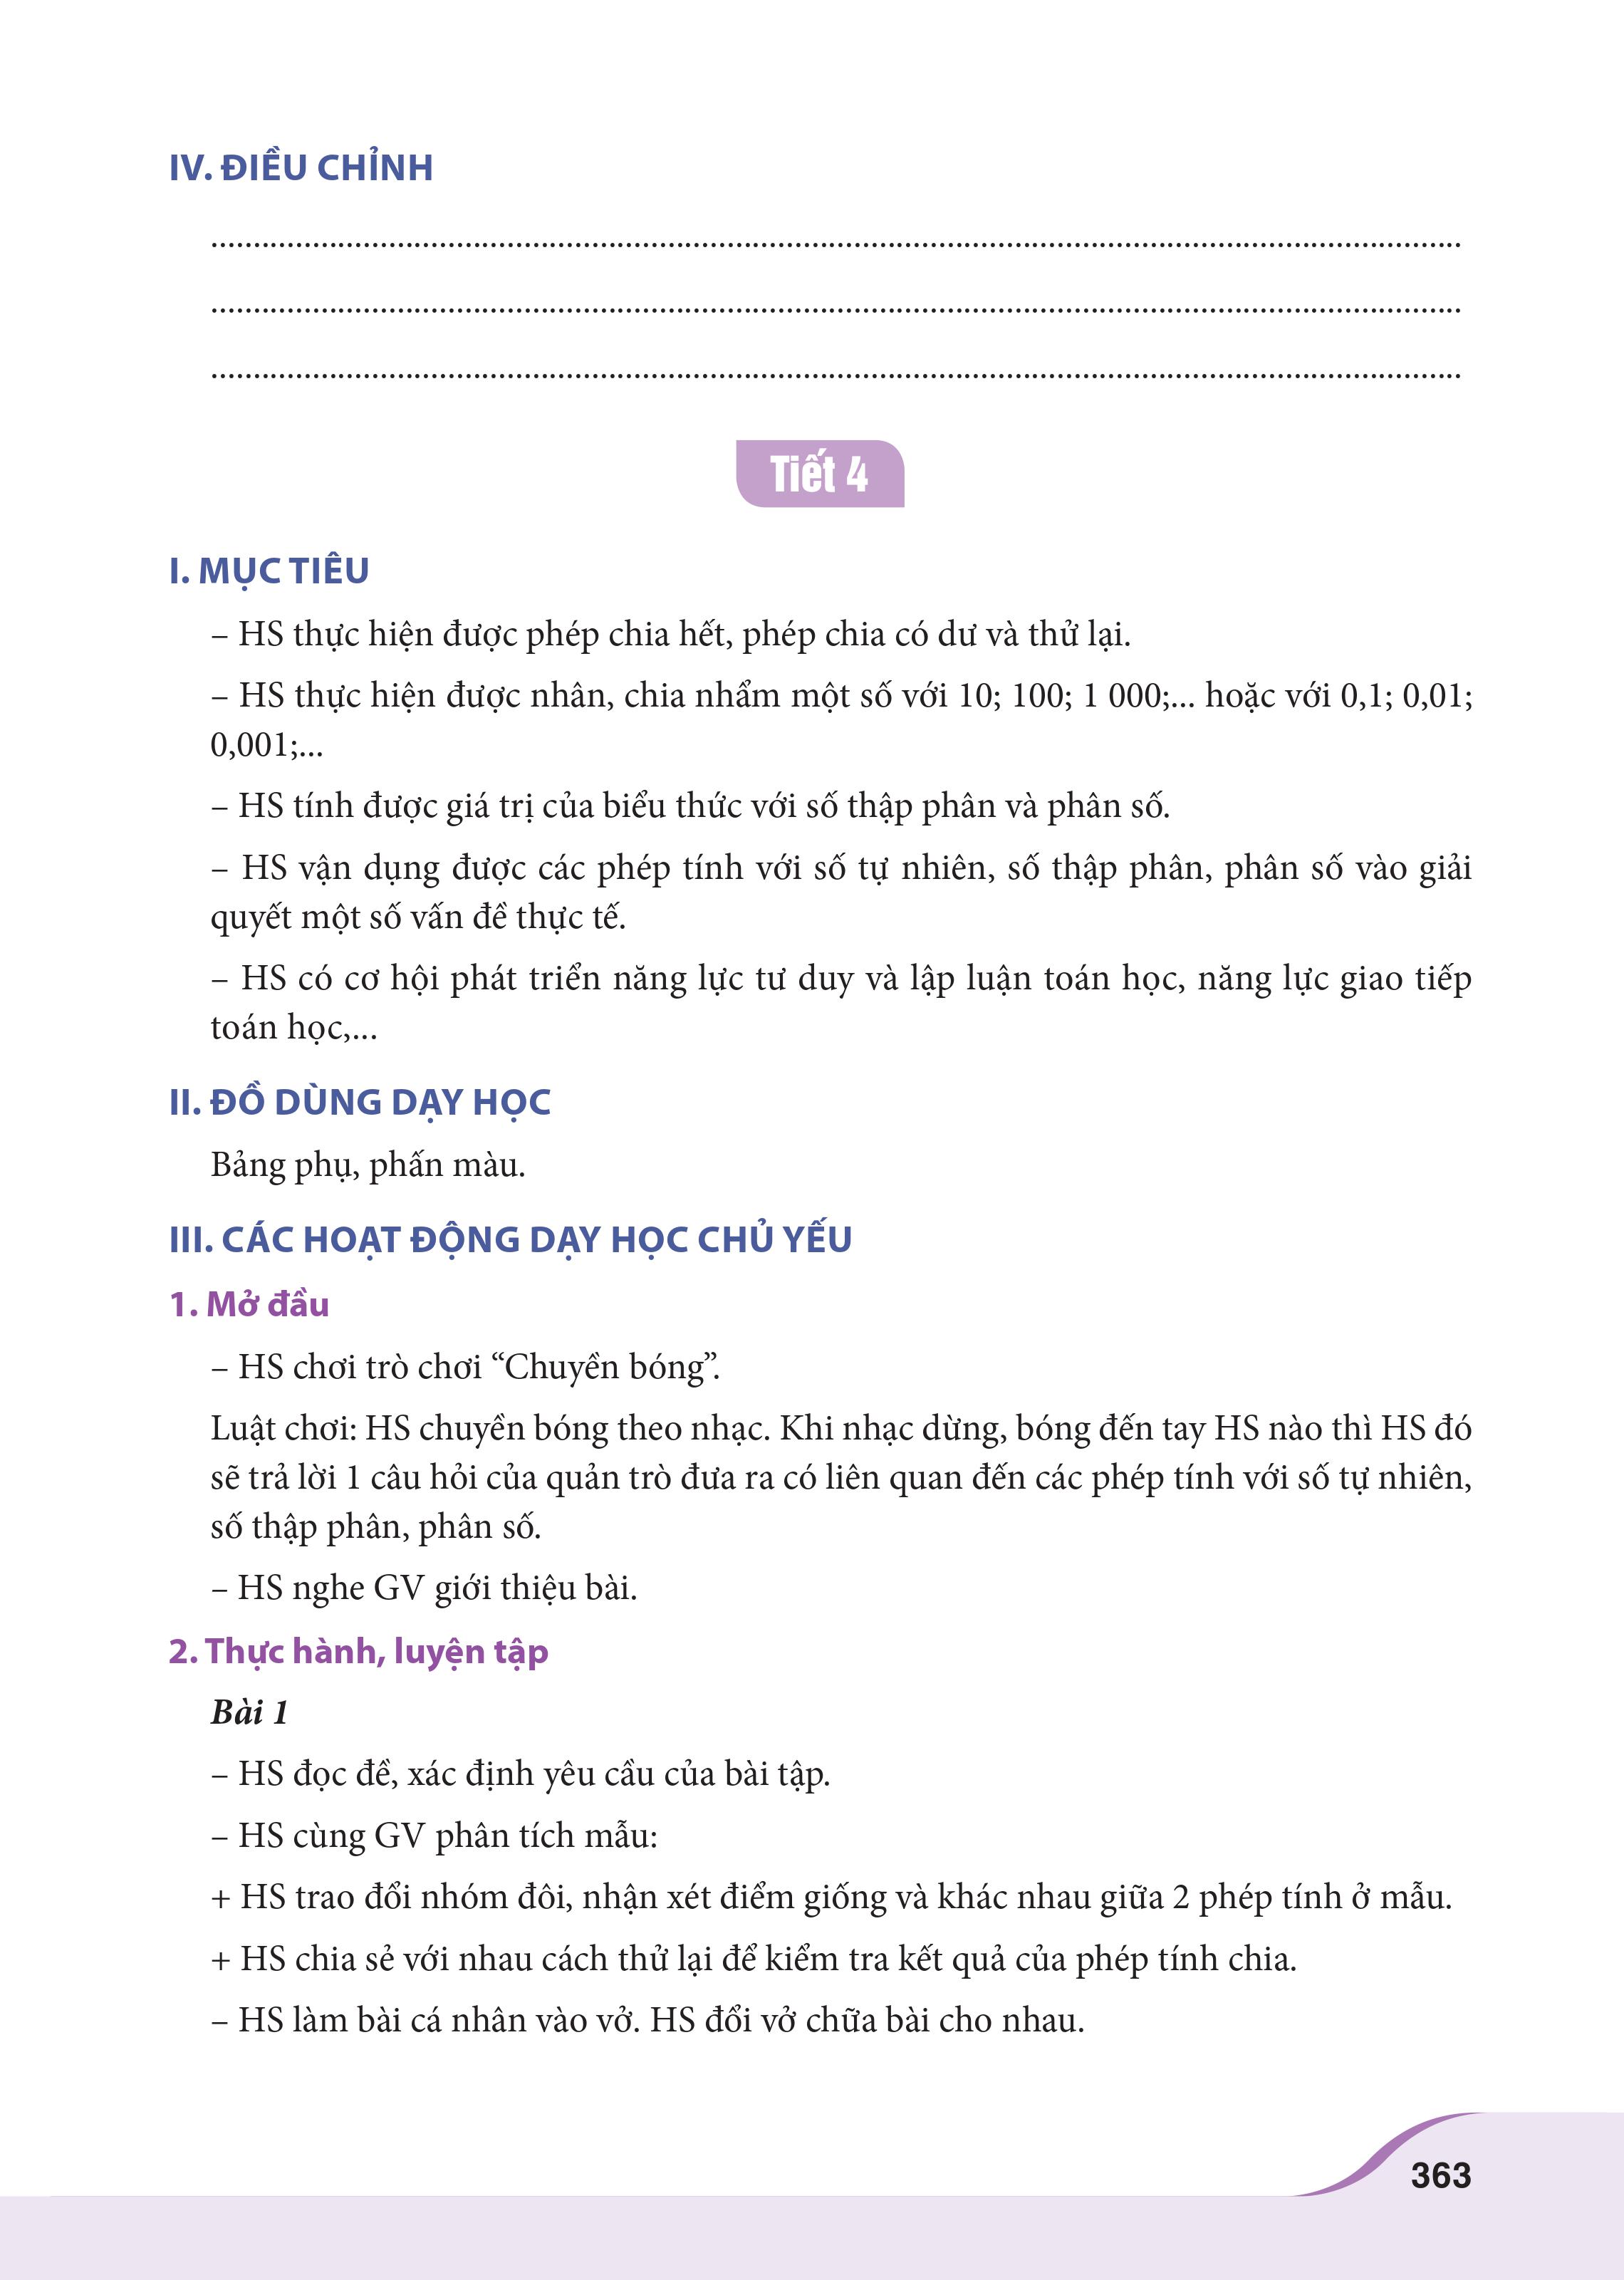 IV. ĐIỀU CHỈNH
..........................................................................................
..........................................................................................
..........................................................................................
Tiết 4
I. MỤC TIÊU
– HS thực hiện được phép chia hết, phép chia có dư và thử lại.
– HS thực hiện được nhân, chia nhẩm một số với 10; 100; 1 000;... hoặc với 0,1; 0,01;
0,001;...
– HS tính được giá trị của biểu thức với số thập phân và phân số.
– HS vận dụng được các phép tính với số tự nhiên, số thập phân, phân số vào giải
quyết một số vấn đề thực tế.
– HS có cơ hội phát triển năng lực tư duy và lập luận toán học, năng lực giao tiếp
toán học,...
II. ĐỒ DÙNG DẠY HỌC
Bảng phụ, phấn màu.
III. CÁC HOẠT ĐỘNG DẠY HỌC CHỦ YẾU
1. Mở đầu
– HS chơi trò chơi “Chuyền bóng”.
Luật chơi: HS chuyền bóng theo nhạc. Khi nhạc dừng, bóng đến tay HS nào thì HS đó
sẽ trả lời 1 câu hỏi của quản trò đưa ra có liên quan đến các phép tính với số tự nhiên,
số thập phân, phân số.
– HS nghe GV giới thiệu bài.
2. Thực hành, luyện tập
Bài 1
– HS đọc đề, xác định yêu cầu của bài tập.
– HS cùng GV phân tích mẫu:
+ HS trao đổi nhóm đôi, nhận xét điểm giống và khác nhau giữa 2 phép tính ở mẫu.
+ HS chia sẻ với nhau cách thử lại để kiểm tra kết quả của phép tính chia.
– HS làm bài cá nhân vào vở. HS đổi vở chữa bài cho nhau.
363